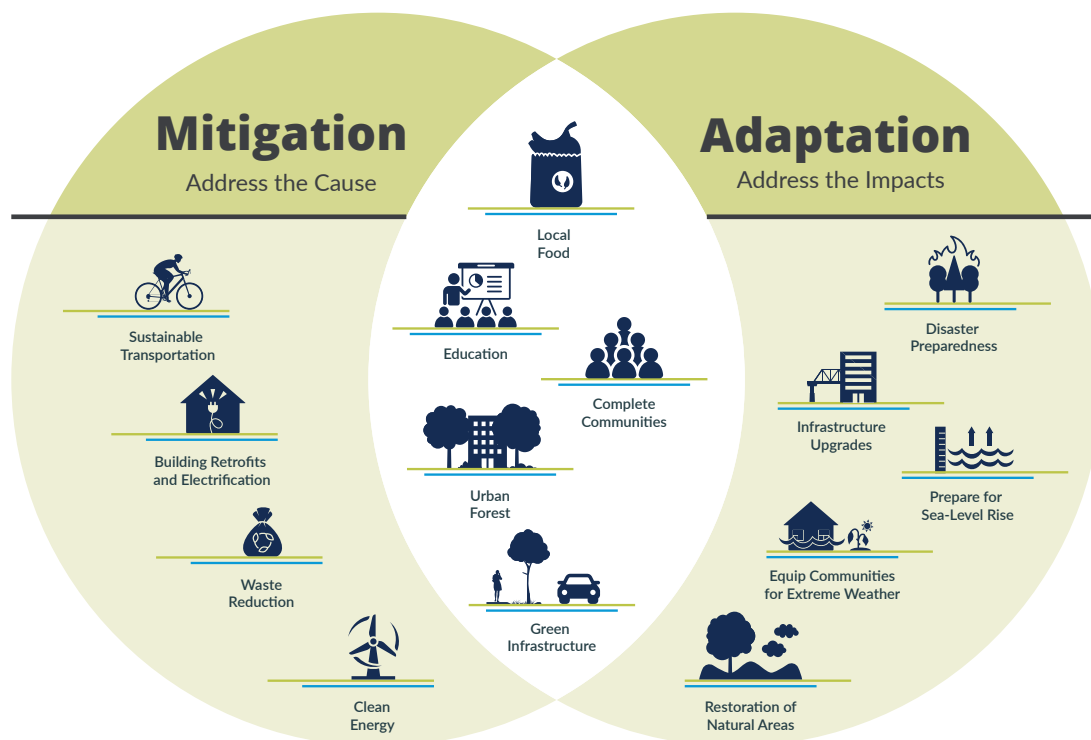 Mitigation
Address the Cause
Adaptation
Address the Impacts
Sustainable
Transportation
Building Retrofits
and Electrification
Waste
Reduction
Clean
Energy
Local
Food
Education
Complete
Communities
Urban
Forest
Green
Infrastructure
Disaster
Preparedness
Infrastructure
Upgrades
Prepare for
Sea-Level Rise
Equip Communities
for Extreme Weather
Restoration of
Natural Areas